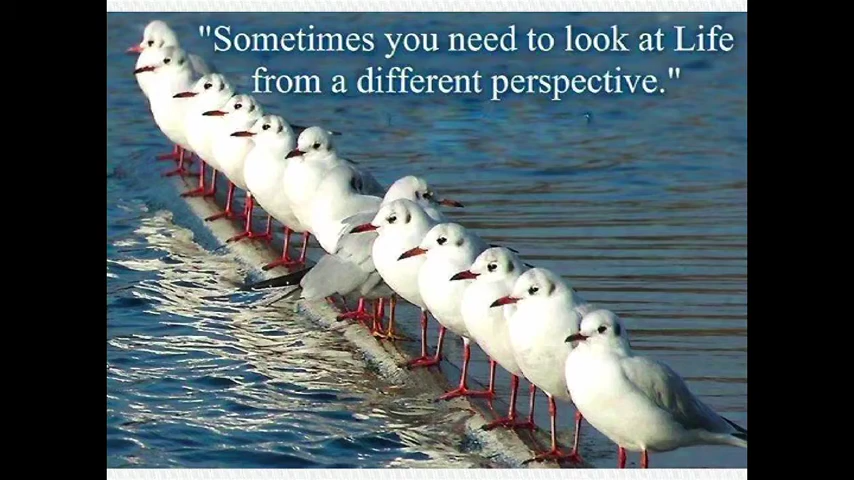 "Sometimes you need to look at Life
from a different perspective."